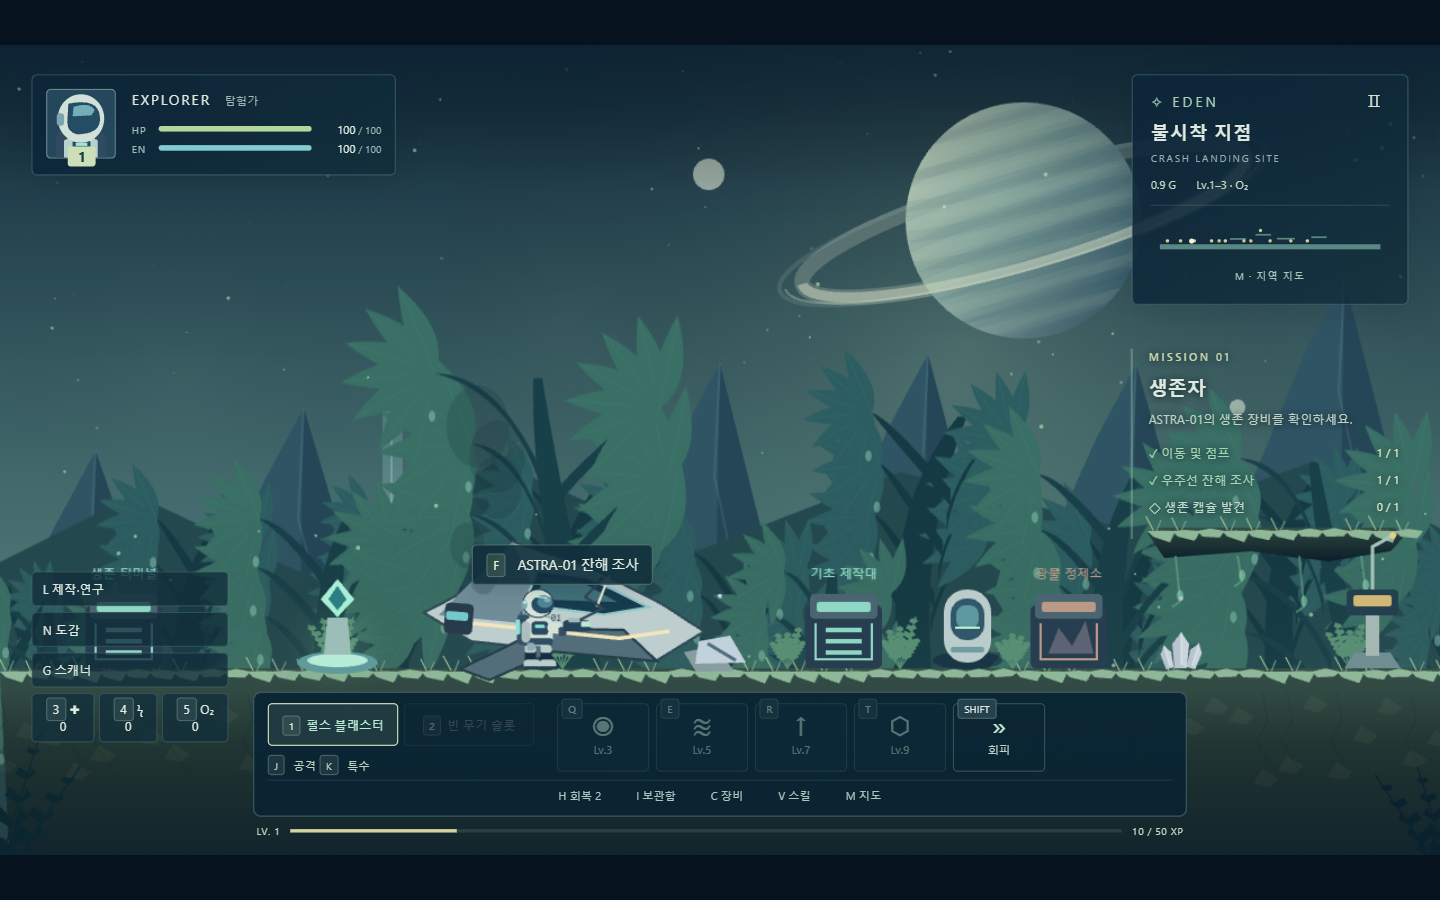 EXPLORER 탐험가
HP 100 / 100
EN 100 / 100
1
✧ EDEN II
불시착 지점
CRASH LANDING SITE
0.9 G Lv.1–3 · O₂
M · 지역 지도
MISSION 01
생존자
ASTRA-01의 생존 장비를 확인하세요.
✓ 이동 및 점프 1 / 1
✓ 우주선 잔해 조사 1 / 1
◇ 생존 캡슐 발견 0 / 1
F ASTRA-01 잔해 조사
01
생존 터미널
기초 제작대
광물 정제소
L 제작·연구
N 도감
G 스캐너
3 ✚ 0
4 0
5 O₂ 0
1 펄스 블래스터
2 빈 무기 슬롯
J 공격 K 특수
Q Lv.3
E Lv.5
R Lv.7
T Lv.9
SHIFT » 회피
H 회복 2 I 보관함 C 장비 V 스킬 M 지도
LV. 1 10 / 50 XP